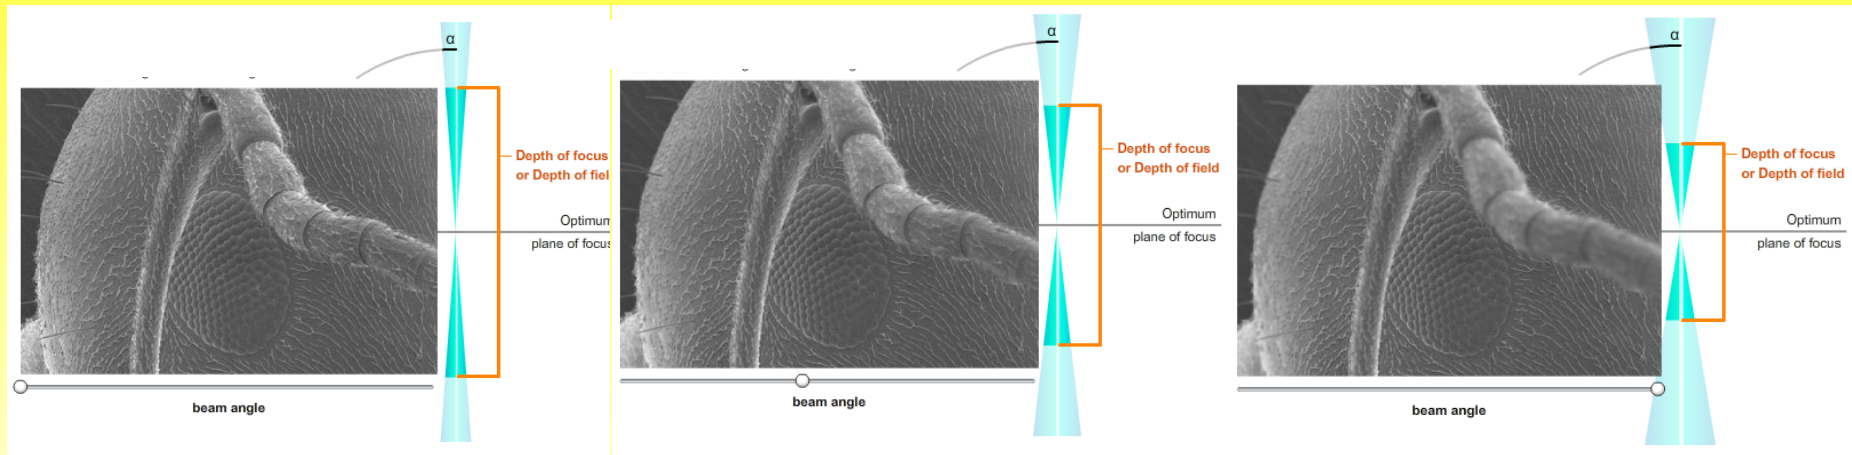 α
Depth of focus
or Depth of fiel
Optimum
plane of focus
beam angle
α
Depth of focus
or Depth of field
Optimum
plane of focus
beam angle
α
Depth of focus
or Depth of field
Optimum
plane of focus
beam angle